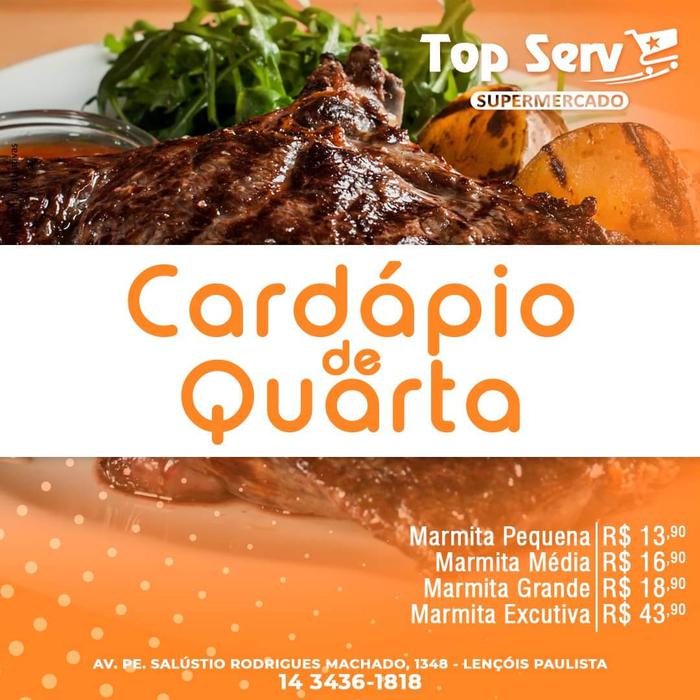 Top Serv
SUPERMERCADO
Cardápio
de
Quarta
Marmita Pequena R$ 13,90
Marmita Média R$ 16,90
Marmita Grande R$ 18,90
Marmita Excutiva R$ 43,90
AV. PE. SALÚSTIO RODRIGUES MACHADO, 1348 - LENÇÓIS PAULISTA
14 3436-1818